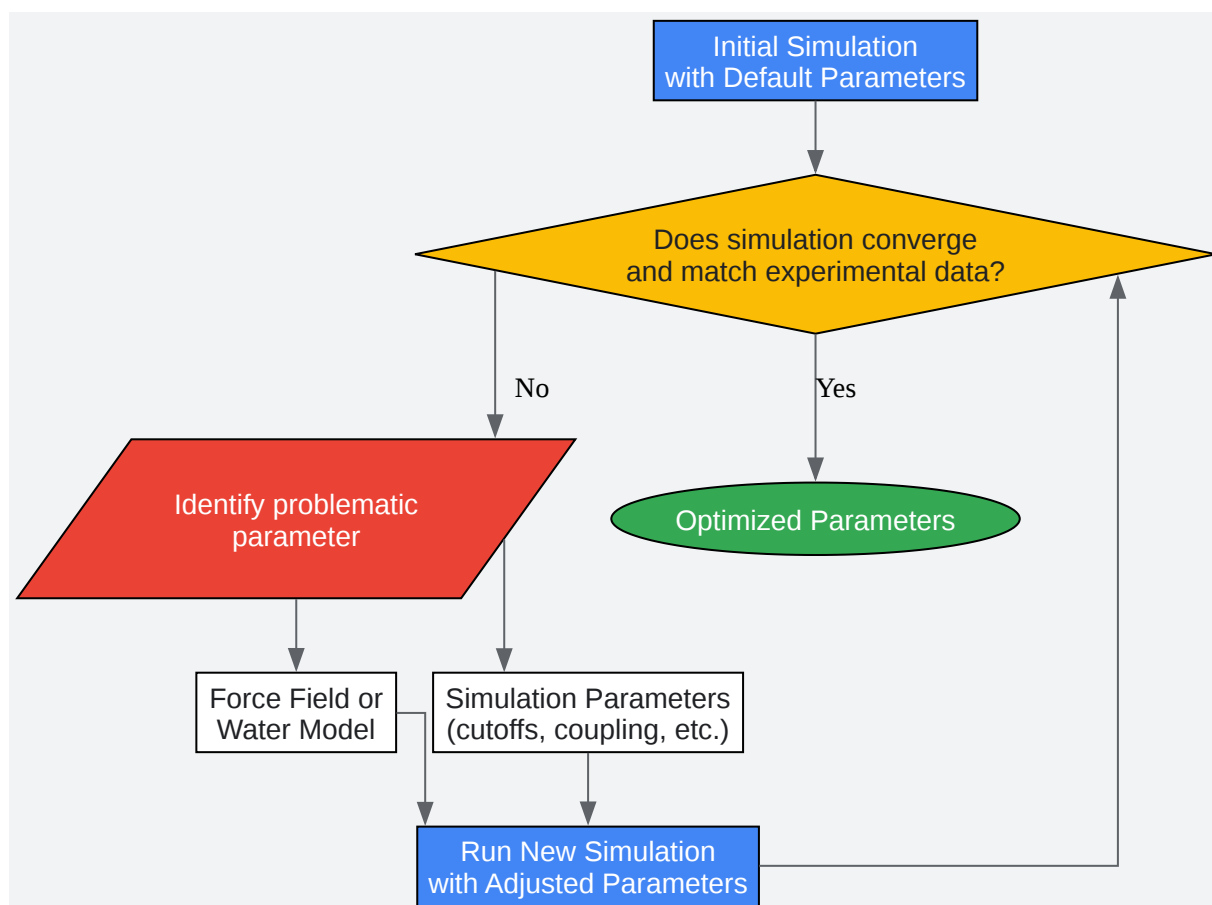 Initial Simulation
with Default Parameters
Does simulation converge
and match experimental data?
No
Yes
Identify problematic
parameter
Optimized Parameters
Force Field or
Water Model
Simulation Parameters
(cutoffs, coupling, etc.)
Run New Simulation
with Adjusted Parameters